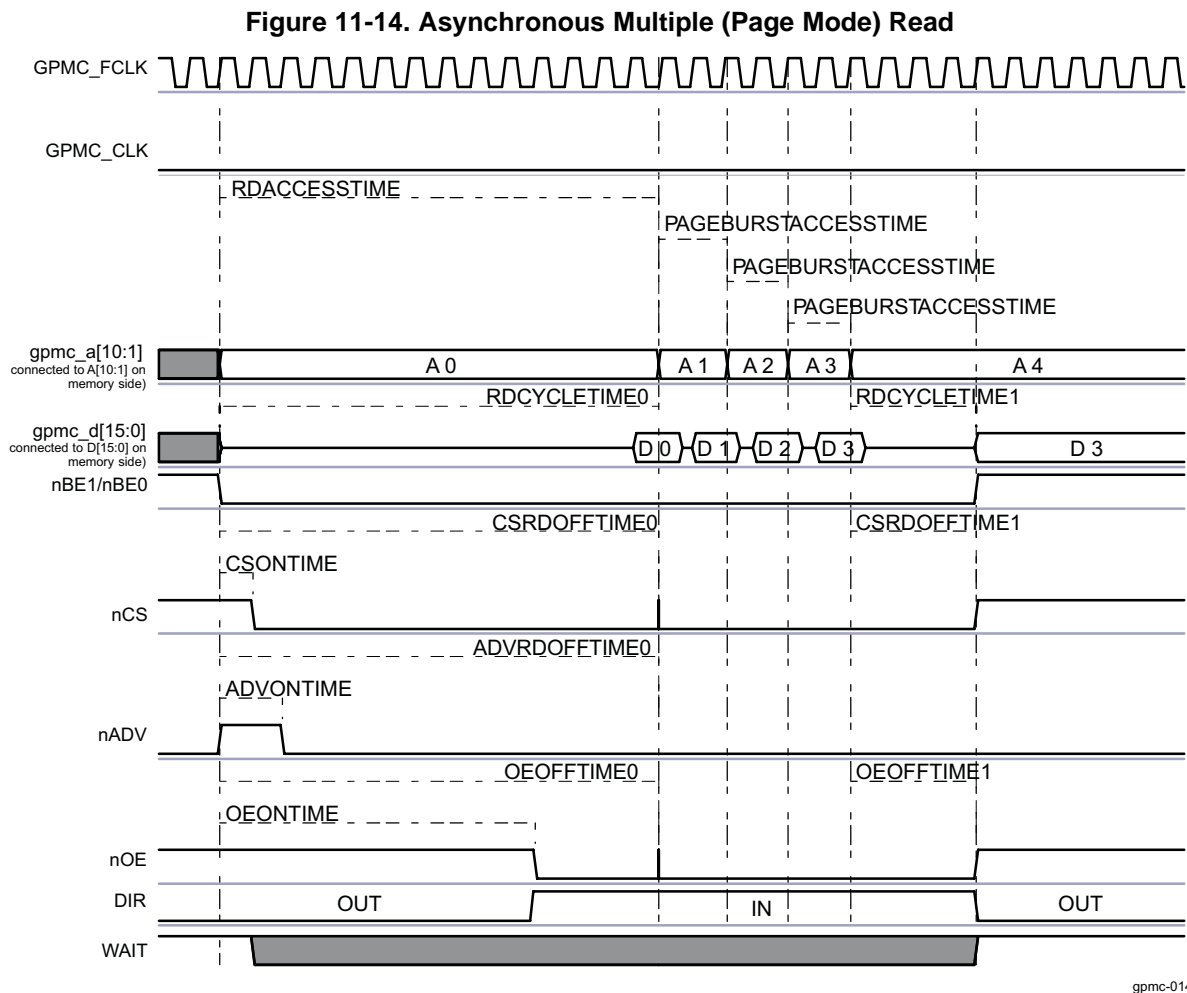 Figure 11-14. Asynchronous Multiple (Page Mode) Read
GPMC_FCLK
GPMC_CLK
RDACCESSTIME
PAGEBURSTACCESSTIME
PAGEBURSTACCESSTIME
PAGEBURSTACCESSTIME
gpmc_a[10:1]
connected to A[10:1] on
memory side)
A 0 A 1 A 2 A 3 A 4
RDCYCLETIME0 RDCYCLETIME1
gpmc_d[15:0]
connected to D[15:0] on
memory side)
D 0 D 1 D 2 D 3 D 3
nBE1/nBE0
CSRDOFFTIME0 CSRDOFFTIME1
CSONTIME
nCS
ADVRDOFFTIME0
ADVONTIME
nADV
OEOFFTIME0 OEOFFTIME1
OEONTIME
nOE
DIR OUT IN OUT
WAIT
gpmc-014